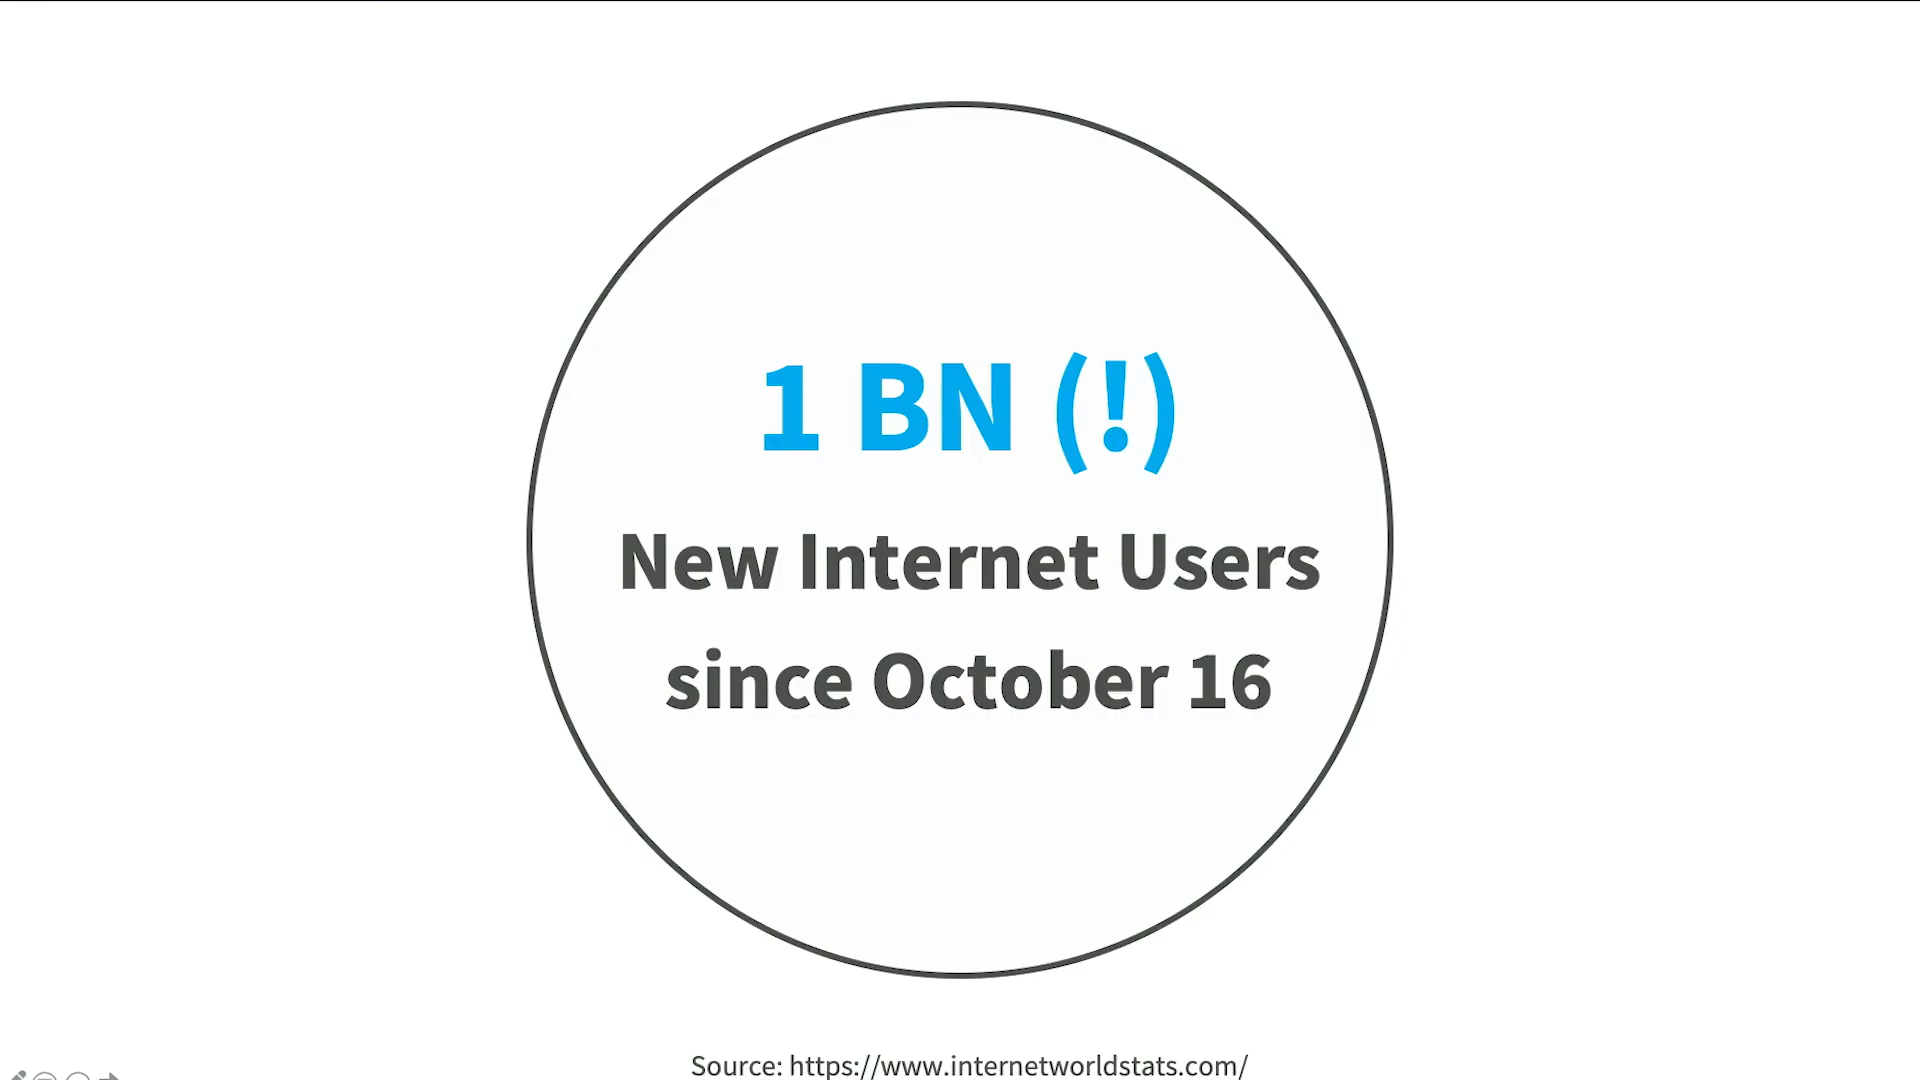 1 BN (!)
New Internet Users
since October 16
Source: https://www.internetworldstats.com/